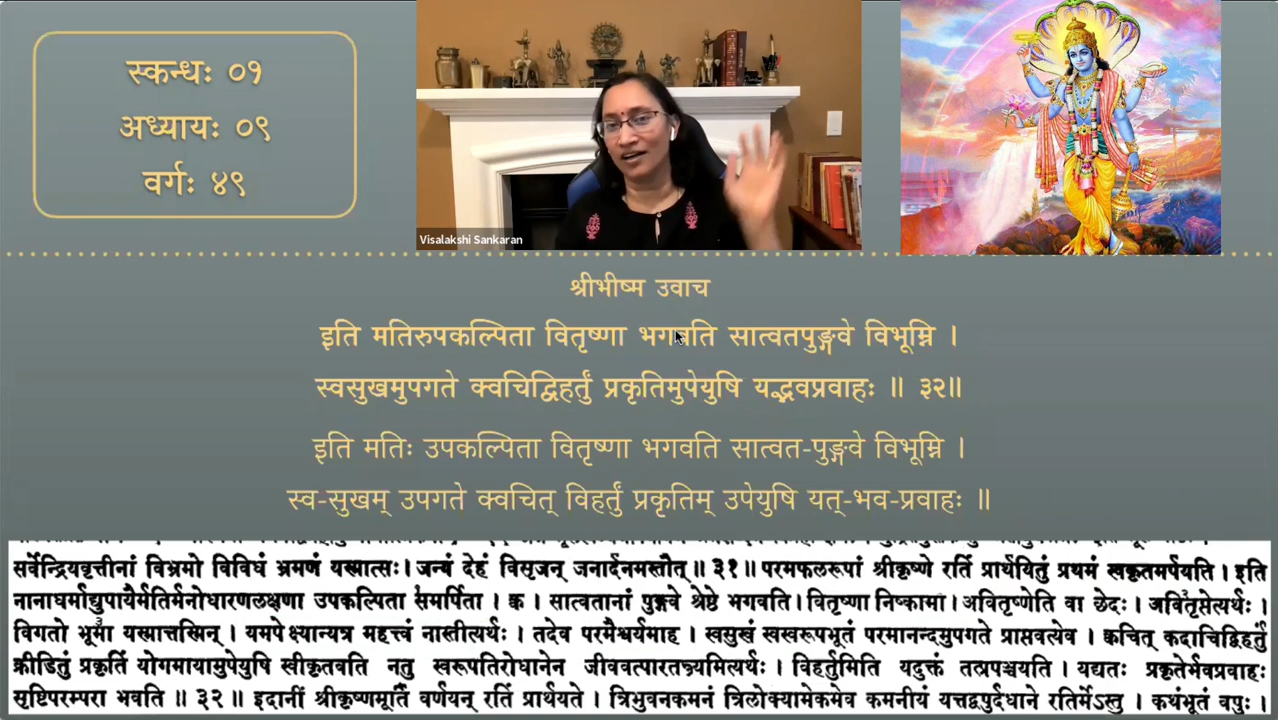 स्कन्धः ०१
अध्यायः ०९
वर्गः ४९
Visalakshi Sankaran
श्रीभीष्म उवाच
इति मतिरुपकल्पिता वितृष्णा भगवति सात्वतपुङ्गवे विभूम्नि ।
स्वसुखमुपगते क्वचिद्विहर्तुं प्रकृतिमुपेयुषि यद्भवप्रवाहः ॥ ३२॥
इति मतिः उपकल्पिता वितृष्णा भगवति सात्वत-पुङ्गवे विभूम्नि ।
स्व-सुखम् उपगते क्वचित् विहर्तुं प्रकृतिम् उपेयुषि यत्-भव-प्रवाहः ॥
सर्वेन्द्रियवृत्तीनां विभ्रमो विविधं भ्रमणं यस्मात्सः। जन्यं देहं विसृजन् जनार्दनमस्तौत् ॥ ३१ ॥ परमफलरूपां श्रीकृष्णे रतिं प्रार्थयितुं प्रथमं स्वकृतमर्पयति । इति
नानाधर्माद्युपायैर्मतिर्मनोधारणलक्षणा उपकल्पिता समर्पिता । क्व । सात्वतानां पुङ्गवे श्रेष्ठे भगवति। वितृष्णा निष्कामा। अवितृष्णेति वा छेदः। अवितृप्तेत्यर्थः ।
विगतो भूमा यस्मात्तस्मिन् । यमपेक्ष्यान्यत्र महत्त्वं नास्तीत्यर्थः । तदेव परमैश्वर्यमाह । स्वसुखं स्वस्वरूपभूतं परमानन्दमुपगते प्राप्तवत्येव । क्वचित् कदाचिद्विहर्तुं
क्रीडितुं प्रकृतिं योगमायामुपेयुषि स्वीकृतवति नतु स्वरूपतिरोधानेन जीववत्पारतन्त्र्यमित्यर्थः । विहर्तुमिति यदुक्तं तत्प्रपञ्चयति । यद्यतः प्रकृतेर्भवप्रवाहः
सृष्टिपरम्परा भवति ॥ ३२ ॥ इदानीं श्रीकृष्णमूर्तिं वर्णयन् रतिं प्रार्थयते । त्रिभुवनकमनं त्रिलोक्यामेकमेव कमनीयं यत्तद्वपुर्दधाने रतिर्मेऽस्तु । कथंभूतं वपुः ।